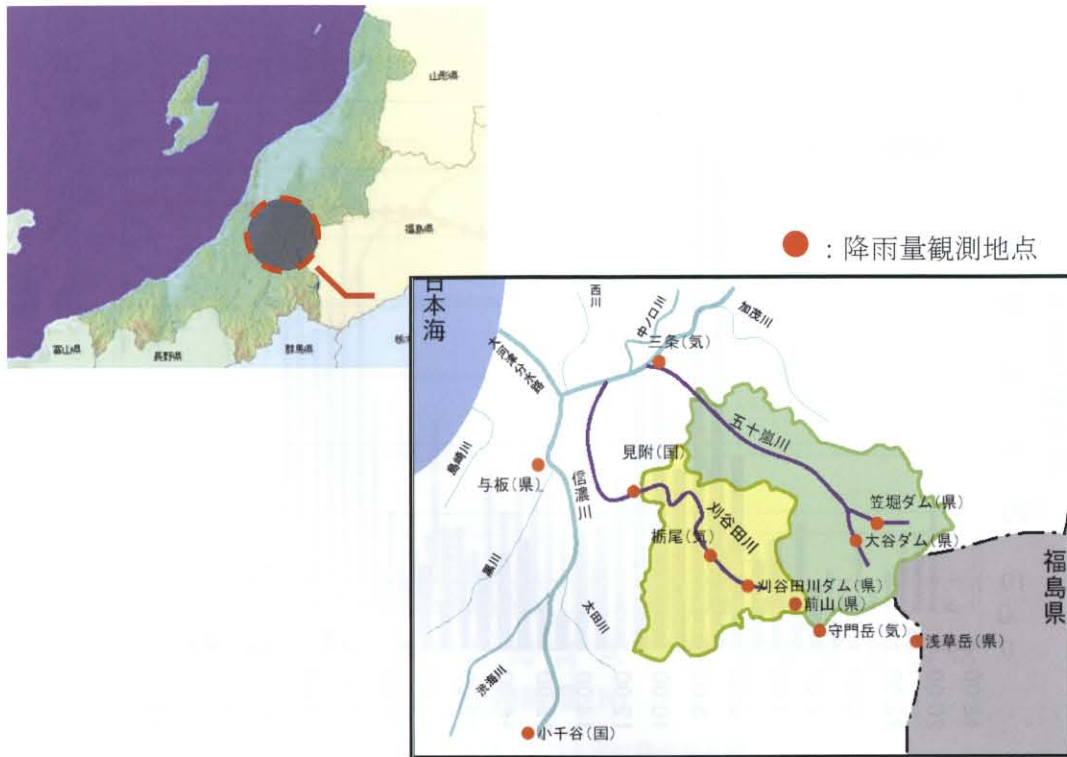 山形県
福島県
富山県
長野県
群馬県
：降雨量観測地点
日本海
西川
中ノ口川
加茂川
三条(気)
大河津分水路
五十嵐川
島崎川
見附(国)
与板(県)
信濃川
刈谷田川
笠堀ダム(県)
大谷ダム(県)
栃尾(気)
黒川
刈谷田川ダム(県)
前山(県)
太田川
守門岳(気)
浅草岳(県)
福島県
渋海川
小千谷(国)